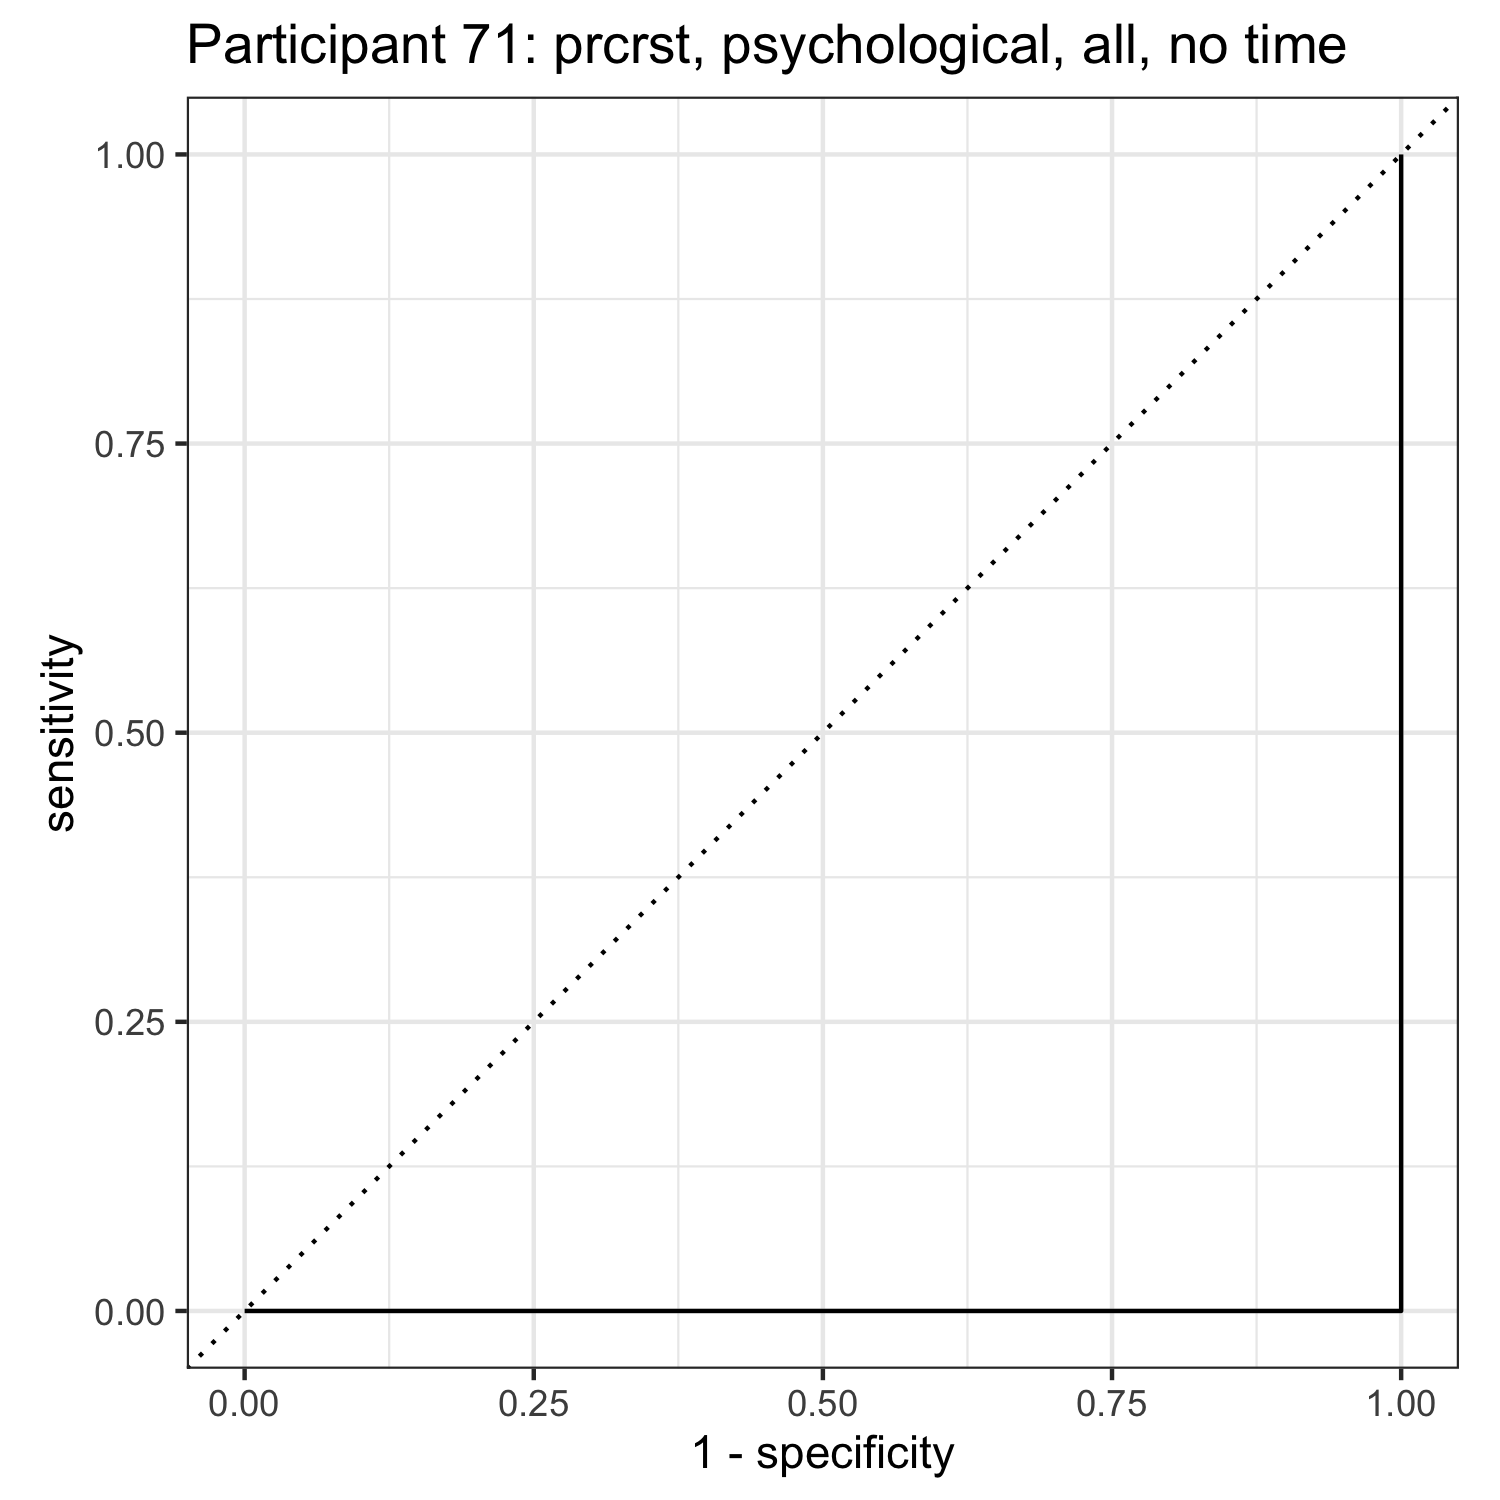 Participant 71: prcrst, psychological, all, no time
1.00
0.75
0.50
0.25
0.00
sensitivity
0.00 0.25 0.50 0.75 1.00
1 - specificity